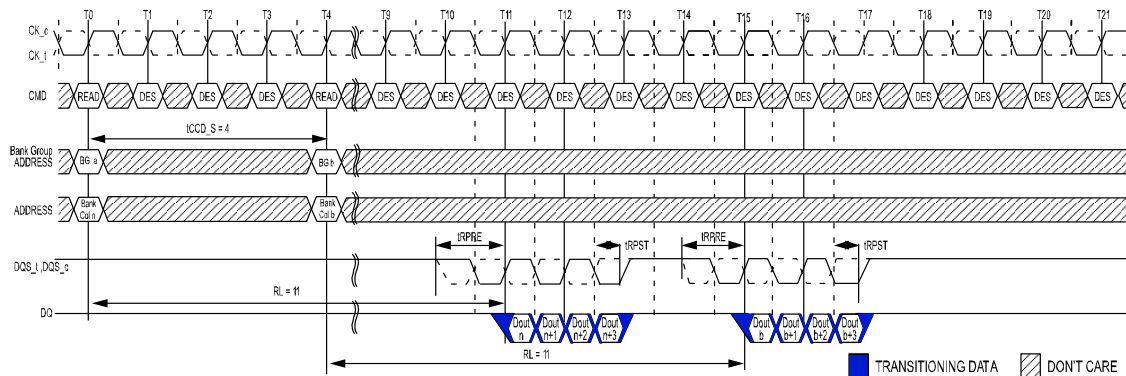 T0 T1 T2 T3 T4 T9 T10 T11 T12 T13 T14 T15 T16 T17 T18 T19 T20 T21
CK_c
CK_t
CMD READ DES DES DES READ DES DES DES DES DES DES DES DES DES DES DES DES DES
tCCD_S = 4
Bank Group
ADDRESS BG a BG b
ADDRESS Bank Col n Bank Col b
tRPRE tRPST tRPRE tRPST
DQS_t ,DQS_c
RL = 11
DQ Dout n Dout n+1 Dout n+2 Dout n+3 Dout b Dout b+1 Dout b+2 Dout b+3
RL = 11
TRANSITIONING DATA DON'T CARE